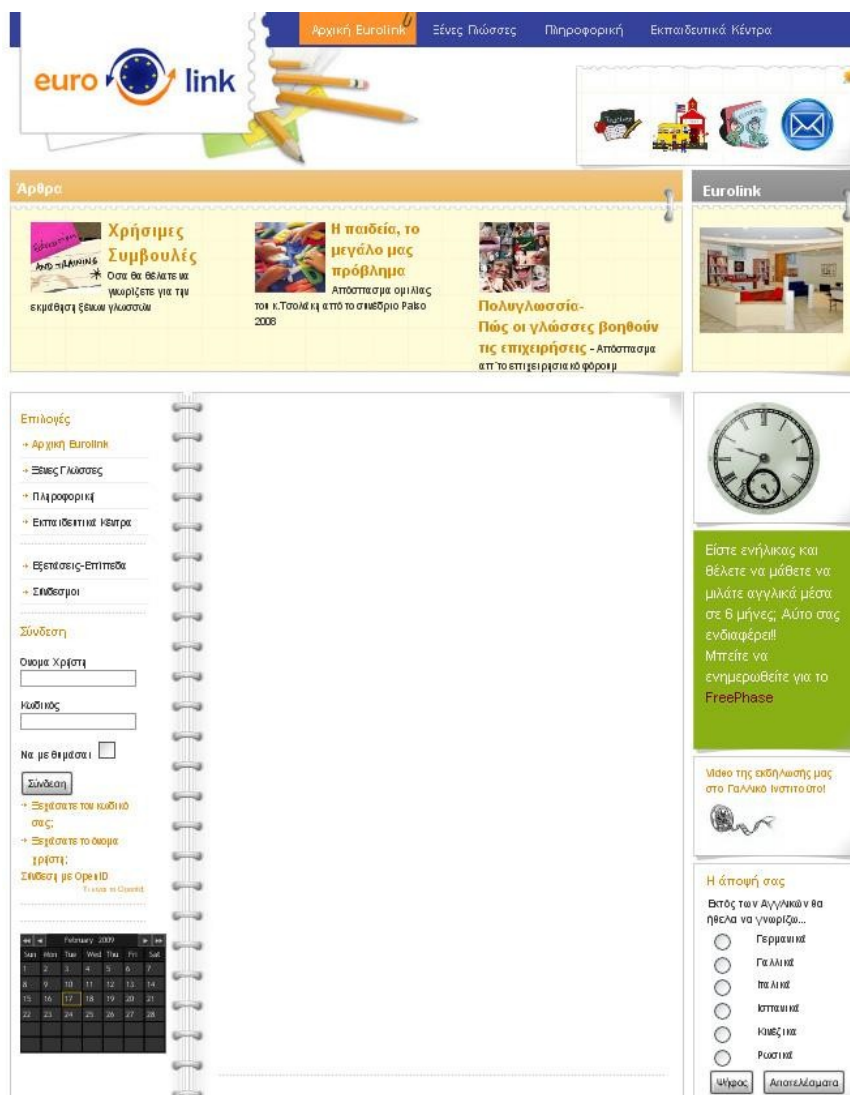 Αρχική Eurolink Ξένες Γλώσσες Πληροφορική Εκπαιδευτικά Κέντρα
euro link
Άρθρα
Χρήσιμες
Συμβουλές
Όσα θα θέλατε να
γνωρίζετε για την
εκμάθηση ξένων γλωσσών
Education
AND TRAINING
Η παιδεία, το
μεγάλο μας
πρόβλημα
Απόσπασμα ομιλίας
του κ.Τσολάκη από το συνέδριο Palso
2008
Πολυγλωσσία-
Πώς οι γλώσσες βοηθούν
τις επιχειρήσεις - Απόσπασμα
απ΄το επιχειρησιακό φόρουμ
Eurolink
Επιλογές
Αρχική Eurolink
Ξένες Γλώσσες
Πληροφορική
Εκπαιδευτικά Κέντρα
Εξετάσεις-Επίπεδα
Σύνδεσμοι
Σύνδεση
Όνομα Χρήστη
Κωδικός
Να με θυμάσαι
Σύνδεση
Ξεχάσατε τον κωδικό
σας;
Ξεχάσατε το όνομα
χρήστη;
Σύνδεση με OpenID
February 2009
Sun Mon Tue Wed Thu Fri Sat
1 2 3 4 5 6 7
8 9 10 11 12 13 14
15 16 17 18 19 20 21
22 23 24 25 26 27 28
Είστε ενήλικας και
θέλετε να μάθετε να
μιλάτε αγγλικά μέσα
σε 6 μήνες; Αύτο σας
ενδιαφέρει!!
Μπείτε να
ενημερωθείτε για το
FreePhase
Video της εκδήλωσής μας
στο Γαλλικό Ινστιτούτο!
Η άποψή σας
Εκτός των Αγγλικών θα
ήθελα να γνωρίζω...
Γερμανικά
Γαλλικά
Ιταλικά
Ισπανικά
Κινέζικα
Ρωσικά
Ψήφος Αποτελέσματα